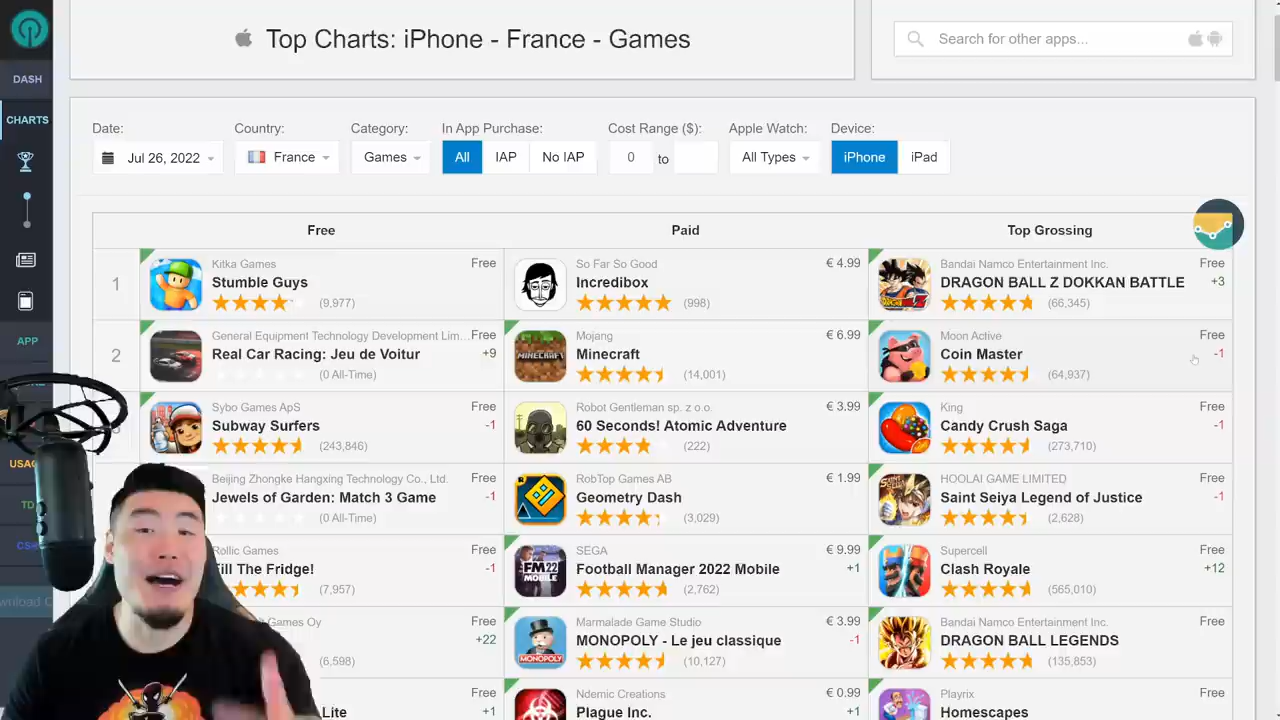 Top Charts: iPhone - France - Games
Search for other apps...
DASH
CHARTS
APP
USAG
TD
CS
wnload C
Date:
Country:
Category:
In App Purchase:
Cost Range ($):
Apple Watch:
Device:
Jul 26, 2022
France
Games
All
IAP
No IAP
0
to
All Types
iPhone
iPad
Free
Paid
Top Grossing
1
Kitka Games
Free
Stumble Guys
(9,977)
So Far So Good
€ 4.99
Incredibox
(998)
Bandai Namco Entertainment Inc.
Free
DRAGON BALL Z DOKKAN BATTLE
+3
(66,345)
2
General Equipment Technology Development Lim...
Free
Real Car Racing: Jeu de Voitur
+9
(0 All-Time)
MINECRAFT
Mojang
€ 6.99
Minecraft
(14,001)
Moon Active
Free
Coin Master
-1
(64,937)
Sybo Games ApS
Free
Subway Surfers
-1
(243,846)
Robot Gentleman sp. z o.o.
€ 3.99
60 Seconds! Atomic Adventure
(222)
King
Free
Candy Crush Saga
-1
(273,710)
Beijing Zhongke Hangxing Technology Co., Ltd.
Free
Jewels of Garden: Match 3 Game
-1
(0 All-Time)
RobTop Games AB
€ 1.99
Geometry Dash
(3,029)
HOOLAI GAME LIMITED
Free
Saint Seiya Legend of Justice
-1
(2,628)
Rollic Games
Free
ill The Fridge!
-1
(7,957)
FM22
MOBILE
SEGA
€ 9.99
Football Manager 2022 Mobile
+1
(2,762)
Supercell
Free
Clash Royale
+12
(565,010)
Games Oy
Free
+22
(6,598)
MONOPOLY
Marmalade Game Studio
€ 3.99
MONOPOLY - Le jeu classique
-1
(10,127)
Bandai Namco Entertainment Inc.
Free
DRAGON BALL LEGENDS
(135,853)
Free
Lite
+1
Ndemic Creations
€ 0.99
Plague Inc.
+1
Playrix
Free
Homescapes